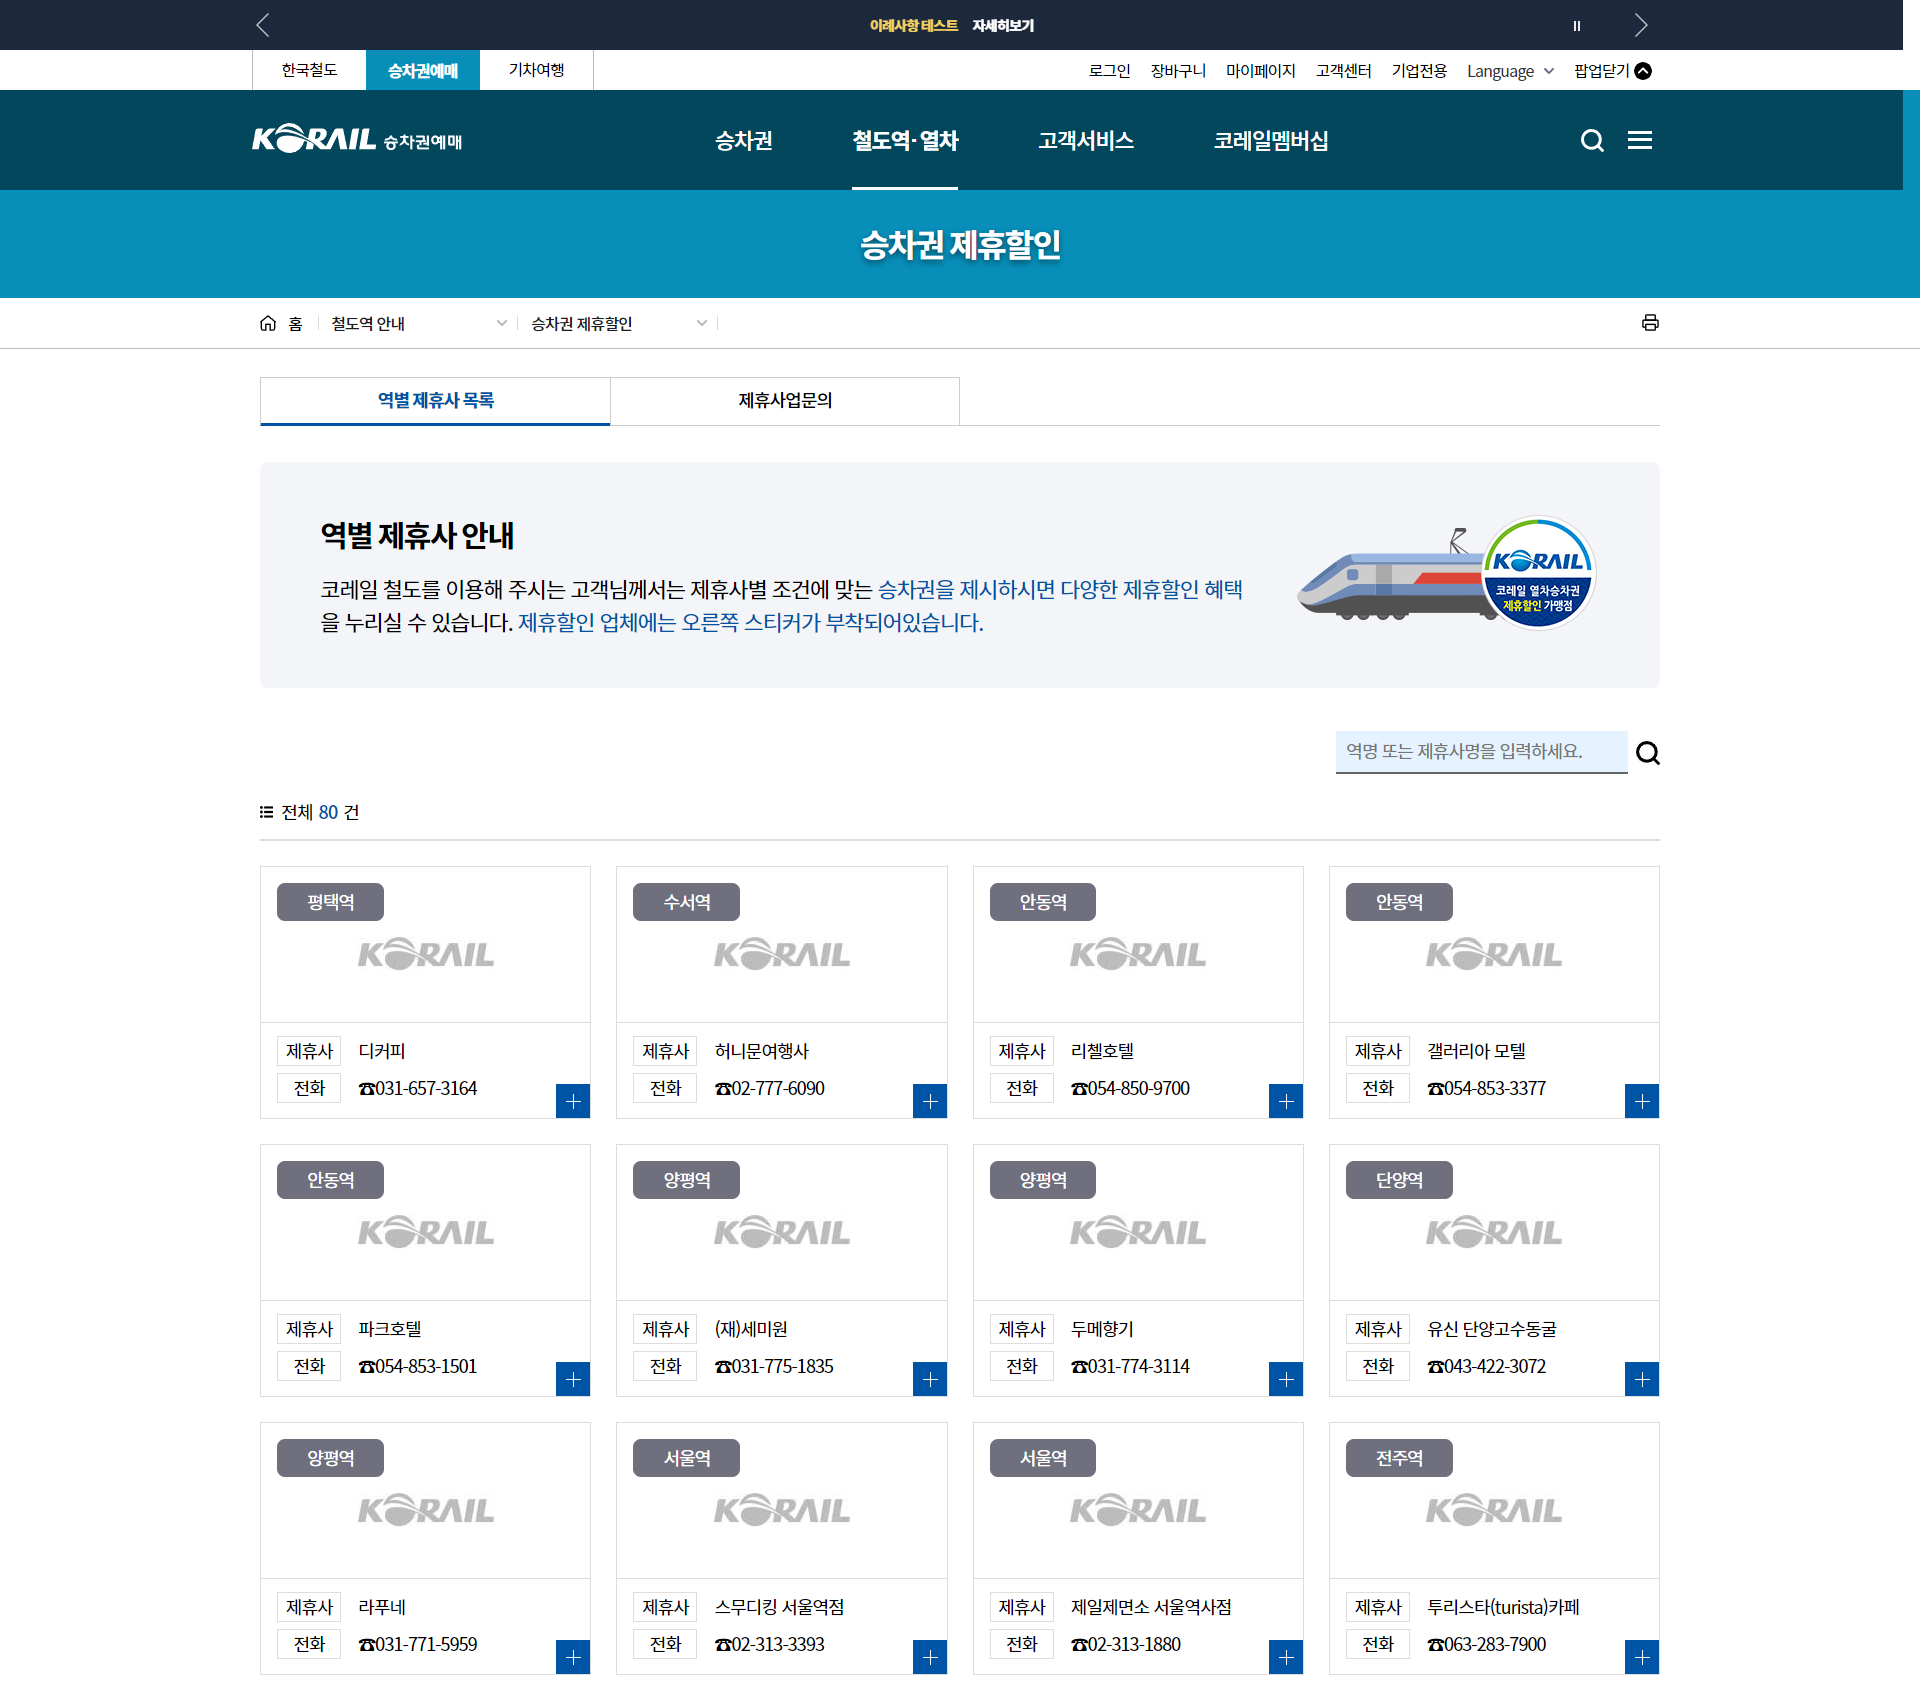 이례사항 테스트 자세히보기
한국철도 승차권예매 기차여행 로그인 장바구니 마이페이지 고객센터 기업전용 Language 팝업닫기
KORAIL 승차권예매 승차권 철도역·열차 고객서비스 코레일멤버십
승차권 제휴할인
홈 철도역 안내 승차권 제휴할인
역별 제휴사 목록 제휴사업문의
역별 제휴사 안내
코레일 철도를 이용해 주시는 고객님께서는 제휴사별 조건에 맞는 승차권을 제시하시면 다양한 제휴할인 혜택
을 누리실 수 있습니다. 제휴할인 업체에는 오른쪽 스티커가 부착되어있습니다.
KORAIL
코레일 열차승차권
제휴할인 가맹점
역명 또는 제휴사명을 입력하세요.
전체 80 건
평택역 수서역 안동역 안동역
KORAIL KORAIL KORAIL KORAIL
제휴사 디커피 제휴사 허니문여행사 제휴사 리첼호텔 제휴사 갤러리아 모텔
전화 ☎031-657-3164 전화 ☎02-777-6090 전화 ☎054-850-9700 전화 ☎054-853-3377
안동역 양평역 양평역 단양역
KORAIL KORAIL KORAIL KORAIL
제휴사 파크호텔 제휴사 (재)세미원 제휴사 두메향기 제휴사 유신 단양고수동굴
전화 ☎054-853-1501 전화 ☎031-775-1835 전화 ☎031-774-3114 전화 ☎043-422-3072
양평역 서울역 서울역 전주역
KORAIL KORAIL KORAIL KORAIL
제휴사 라푸네 제휴사 스무디킹 서울역점 제휴사 제일제면소 서울역사점 제휴사 투리스타(turista)카페
전화 ☎031-771-5959 전화 ☎02-313-3393 전화 ☎02-313-1880 전화 ☎063-283-7900